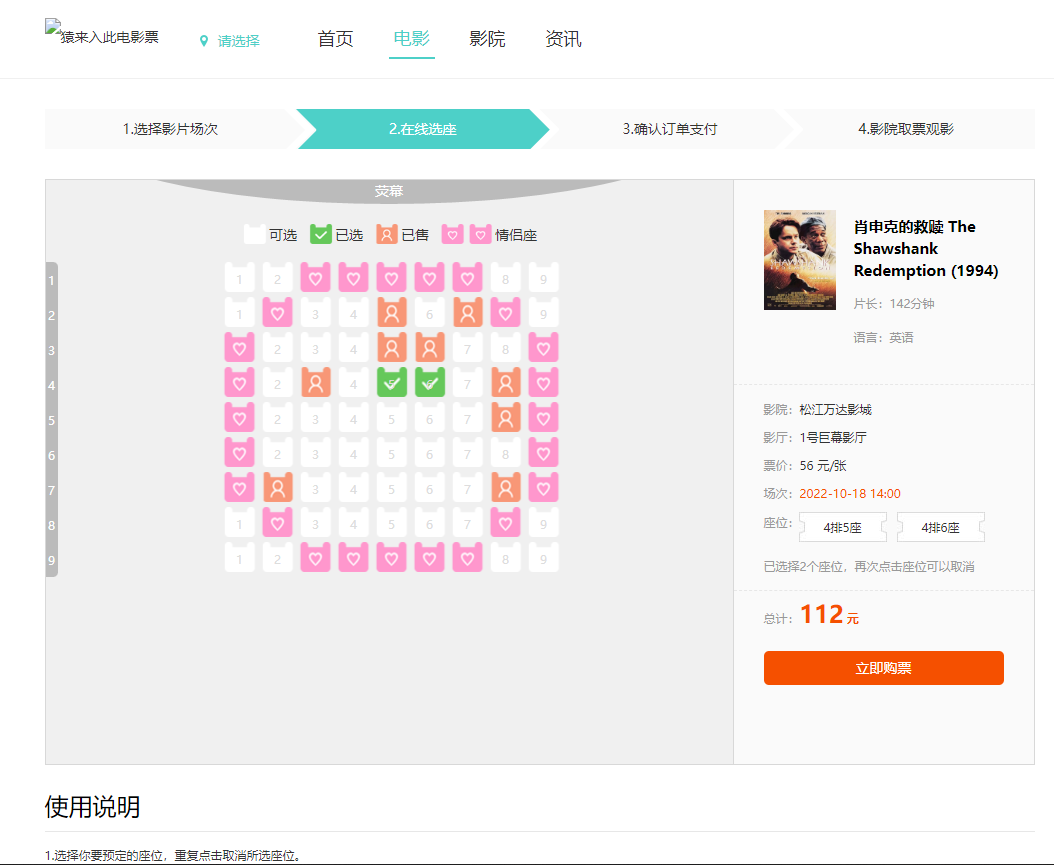 猿来入此电影票 请选择 首页 电影 影院 资讯
1.选择影片场次 2.在线选座 3.确认订单支付 4.影院取票观影
荧幕
可选 已选 已售 情侣座
1 1 2 8 9
2 1 3 4 6 9
3 2 3 4 7 8
4 2 4 7
5 2 3 4 5 6 7
6 2 3 4 5 6 7 8
7 3 4 5 6 7
8 1 3 4 5 6 7 9
9 1 2 8 9
肖申克的救赎 The
Shawshank
Redemption (1994)
片长：142分钟
语言：英语
影院：松江万达影城
影厅：1号巨幕影厅
票价：56 元/张
场次：2022-10-18 14:00
座位：4排5座 4排6座
已选择2个座位，再次点击座位可以取消
总计：112元
立即购票
使用说明
1.选择你要预定的座位，重复点击取消所选座位。